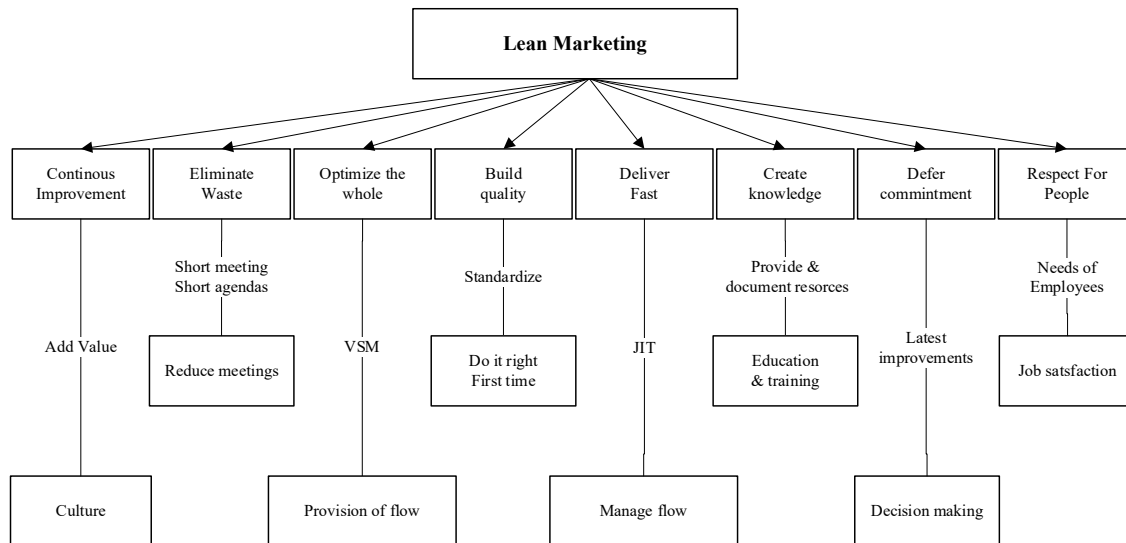 Lean Marketing
Continous
Improvement
Eliminate
Waste
Optimize the
whole
Build
quality
Deliver
Fast
Create
knowledge
Defer
commintment
Respect For
People
Short meeting
Short agendas
Standardize
Provide &
document resorces
Needs of
Employees
Add Value
VSM
JIT
Latest
improvements
Reduce meetings
Do it right
First time
Education
& training
Job satsfaction
Culture
Provision of flow
Manage flow
Decision making